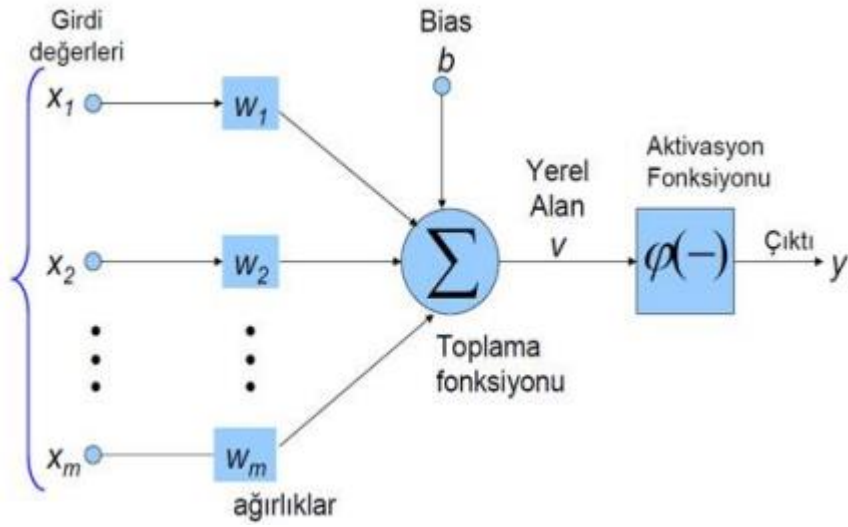 Girdi
değerleri
x1
w1
x2
w2
xm
wm
ağırlıklar
Bias
b
∑
Toplama
fonksiyonu
Yerel
Alan
v
Aktivasyon
Fonksiyonu
φ(−)
Çıktı
y